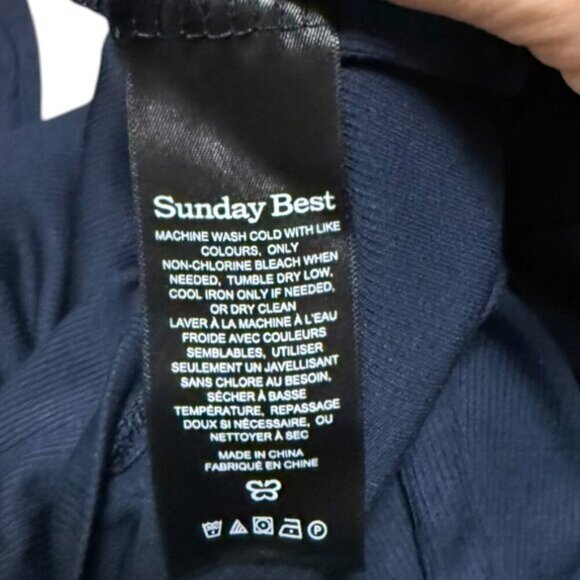 Sunday Best
MACHINE WASH COLD WITH LIKE
COLOURS, ONLY
NON-CHLORINE BLEACH WHEN
NEEDED, TUMBLE DRY LOW,
COOL IRON ONLY IF NEEDED,
OR DRY CLEAN
LAVER À LA MACHINE À L'EAU
FROIDE AVEC COULEURS
SEMBLABLES, UTILISER
SEULEMENT UN JAVELLISANT
SANS CHLORE AU BESOIN,
SÉCHER À BASSE
TEMPÉRATURE, REPASSAGE
DOUX SI NÉCESSAIRE, OU
NETTOYER À SEC
MADE IN CHINA
FABRIQUÉ EN CHINE
P